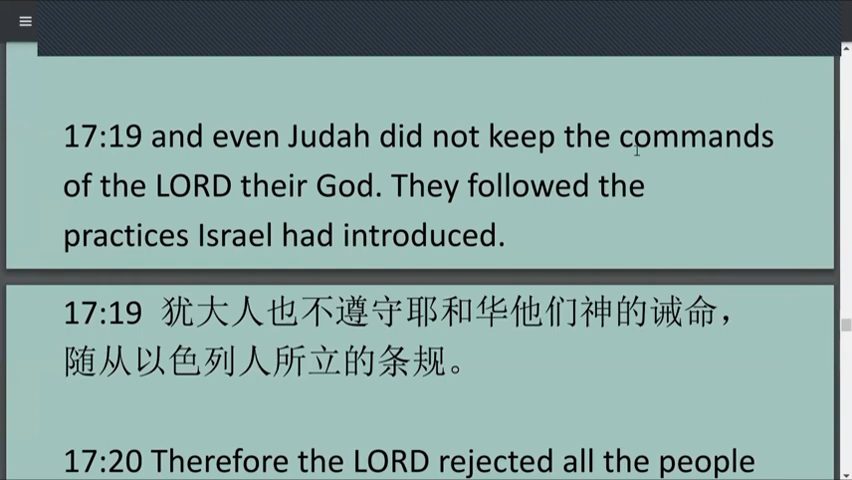 17:19 and even Judah did not keep the commands
of the LORD their God. They followed the
practices Israel had introduced.
17:19 犹大人也不遵守耶和华他们神的诫命，
随从以色列人所立的条规。
17:20 Therefore the LORD rejected all the people